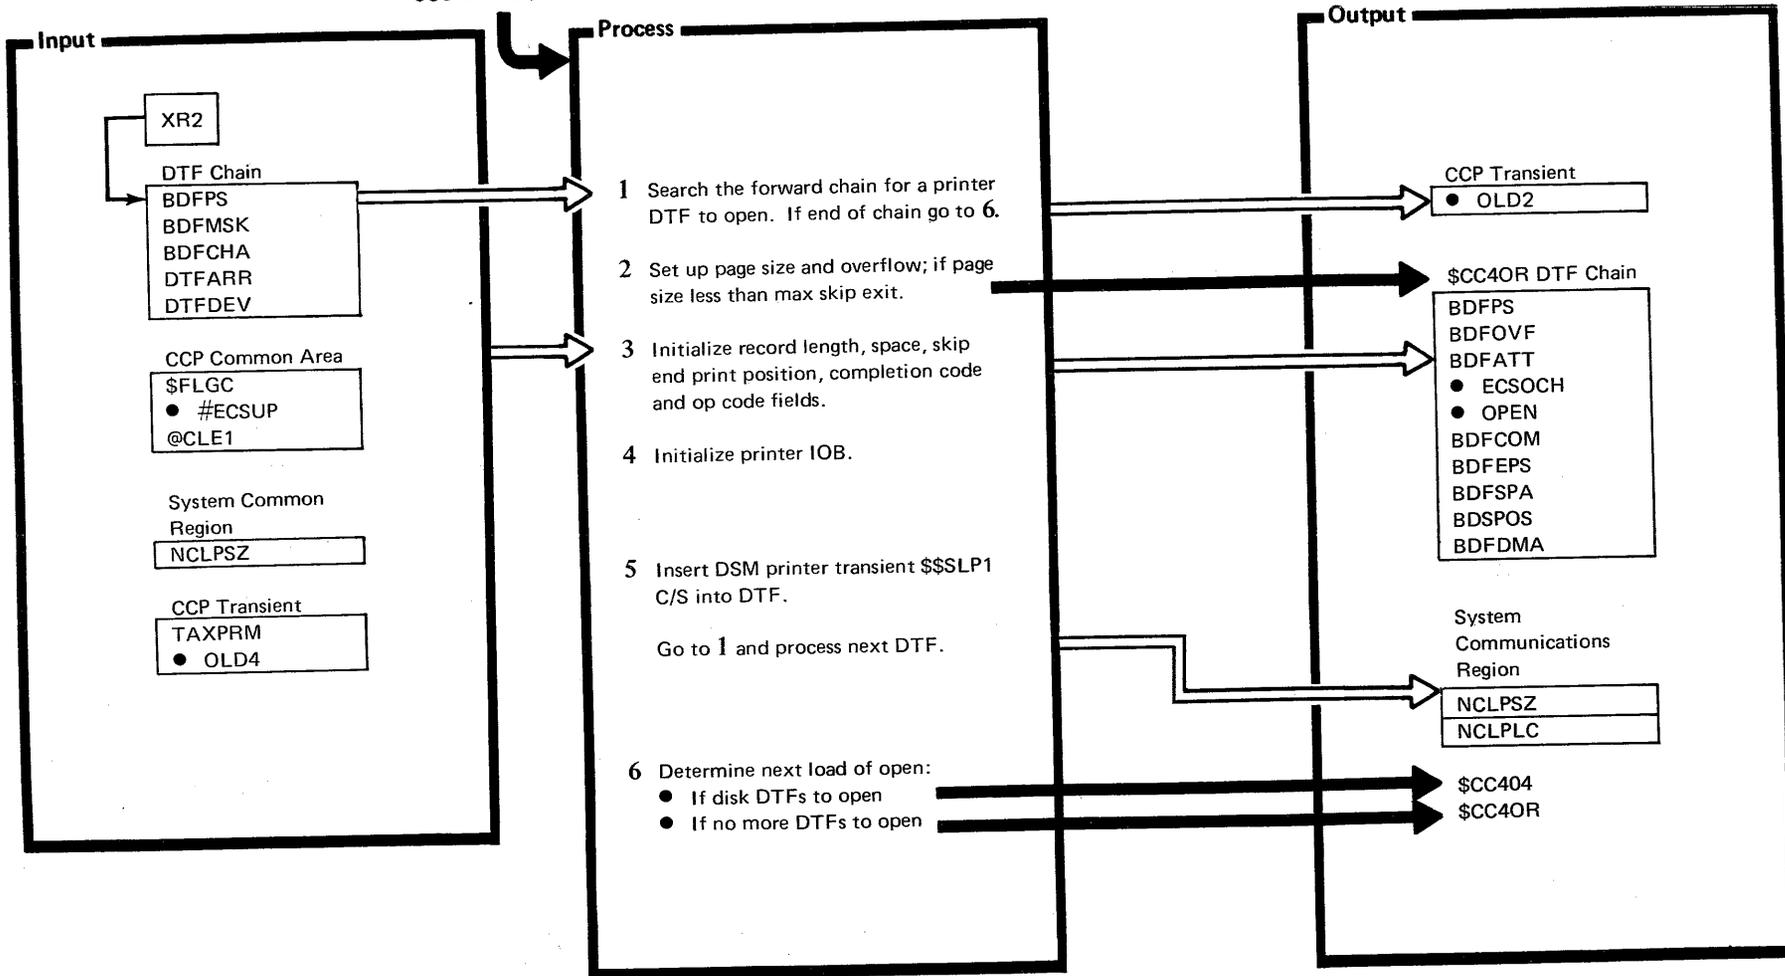 Input
XR2
DTF Chain
BDFPS
BDFMSK
BDFCHA
DTFARR
DTFDEV
CCP Common Area
$FLGC
● #ECSUP
@CLE1
System Common
Region
NCLPSZ
CCP Transient
TAXPRM
● OLD4
Process
1 Search the forward chain for a printer
DTF to open. If end of chain go to 6.
2 Set up page size and overflow; if page
size less than max skip exit.
3 Initialize record length, space, skip
end print position, completion code
and op code fields.
4 Initialize printer IOB.
5 Insert DSM printer transient $$SLP1
C/S into DTF.
Go to 1 and process next DTF.
6 Determine next load of open:
● If disk DTFs to open
● If no more DTFs to open
Output
CCP Transient
● OLD2
$CC4OR DTF Chain
BDFPS
BDFOVF
BDFATT
● ECSOCH
● OPEN
BDFCOM
BDFEPS
BDFSPA
BDSPOS
BDFDMA
System
Communications
Region
NCLPSZ
NCLPLC
$CC404
$CC4OR